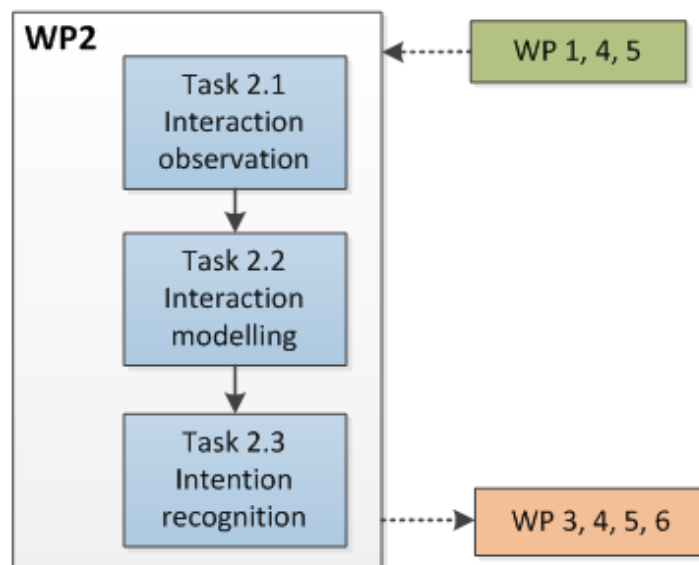 WP2
WP 1, 4, 5
Task 2.1
Interaction
observation
Task 2.2
Interaction
modelling
Task 2.3
Intention
recognition
WP 3, 4, 5, 6